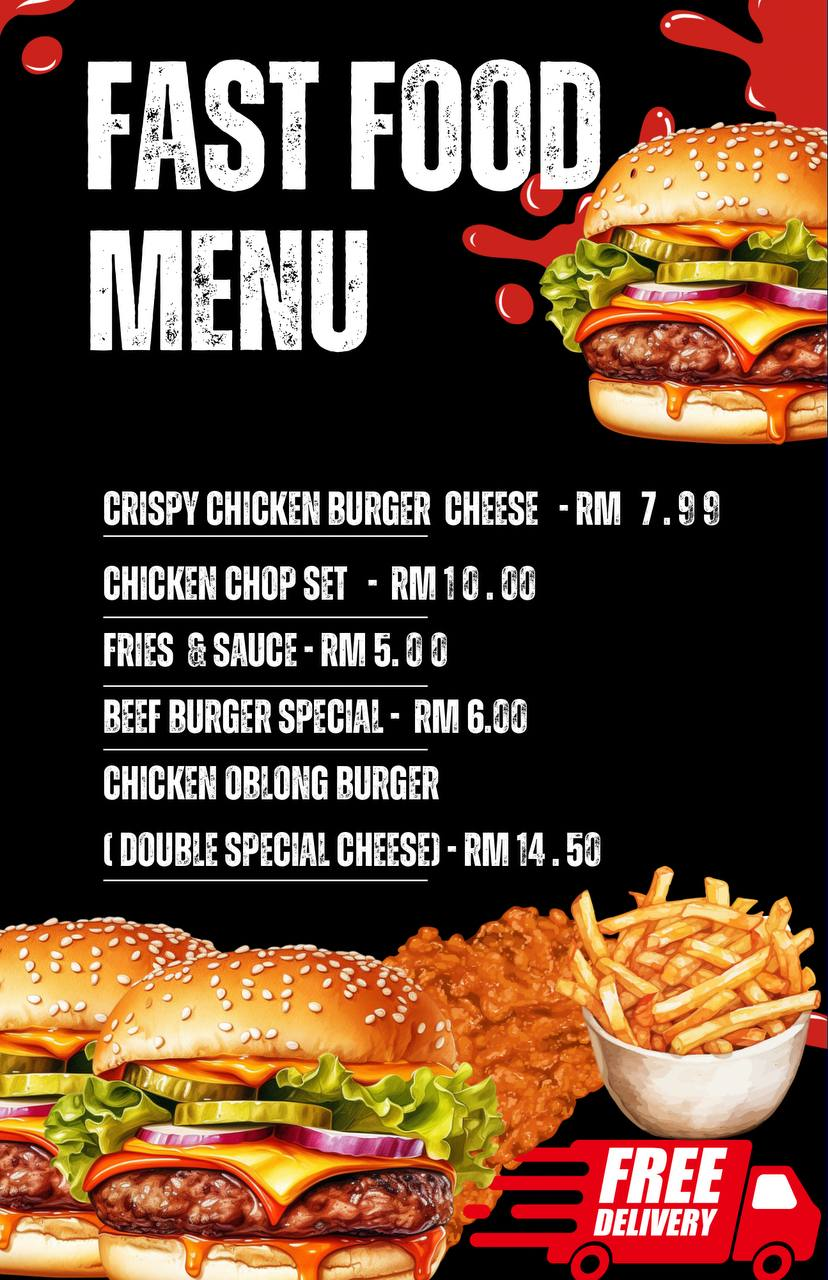 FAST FOOD
MENU
CRISPY CHICKEN BURGER CHEESE - RM 7.99
CHICKEN CHOP SET - RM 10.00
FRIES & SAUCE - RM 5.00
BEEF BURGER SPECIAL - RM 6.00
CHICKEN OBLONG BURGER
( DOUBLE SPECIAL CHEESE) - RM 14.50
FREE
DELIVERY